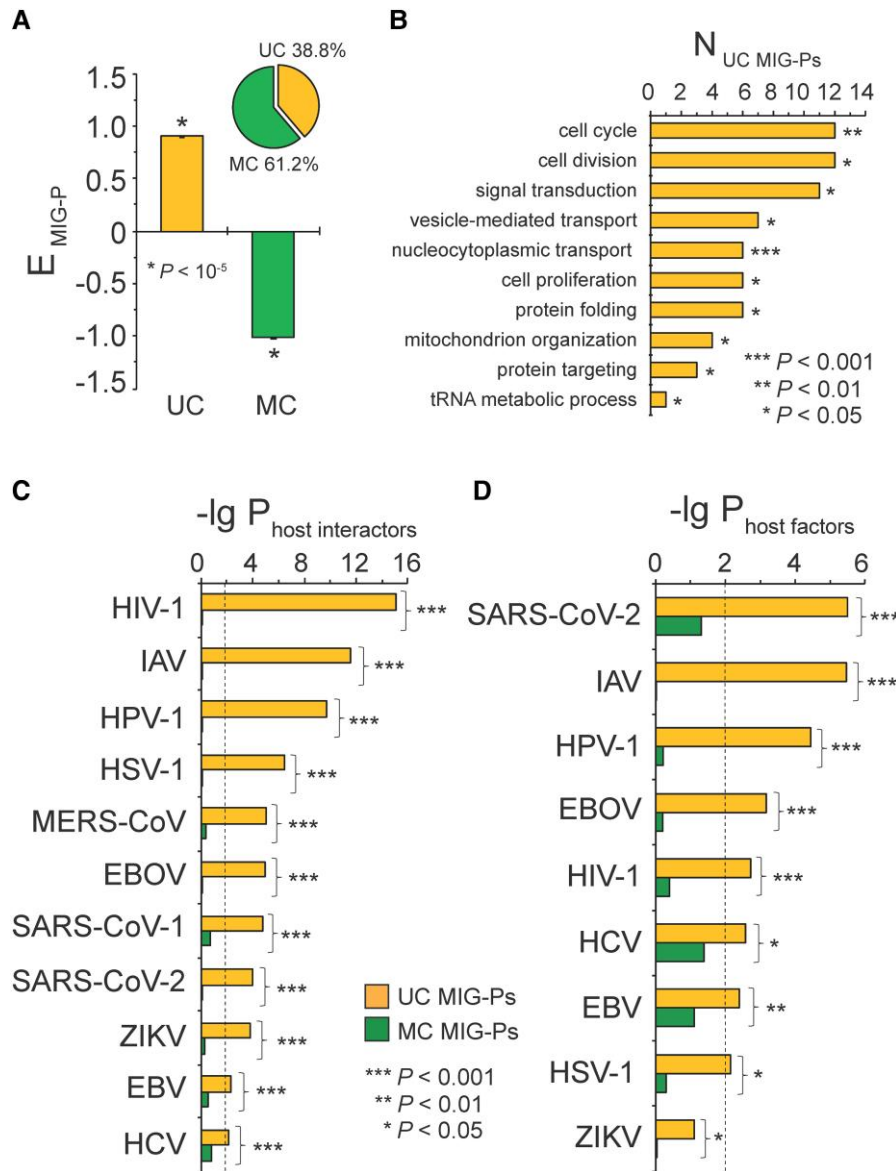 A
UC 38.8%
MC 61.2%
E MIG-P
1.5
1.0
0.5
0
-0.5
-1.0
-1.5
*
* P < 10-5
*
UC MC
B
N UC MIG-Ps
0 2 4 6 8 10 12 14
cell cycle **
cell division *
signal transduction *
vesicle-mediated transport *
nucleocytoplasmic transport ***
cell proliferation *
protein folding *
mitochondrion organization *
protein targeting *
tRNA metabolic process *
*** P < 0.001
** P < 0.01
* P < 0.05
C
-lg P host interactors
0 4 8 12 16
HIV-1 ***
IAV ***
HPV-1 ***
HSV-1 ***
MERS-CoV ***
EBOV ***
SARS-CoV-1 ***
SARS-CoV-2 ***
ZIKV ***
EBV ***
HCV ***
UC MIG-Ps
MC MIG-Ps
*** P < 0.001
** P < 0.01
* P < 0.05
D
-lg P host factors
0 2 4 6
SARS-CoV-2 ***
IAV ***
HPV-1 ***
EBOV ***
HIV-1 ***
HCV *
EBV **
HSV-1 *
ZIKV *